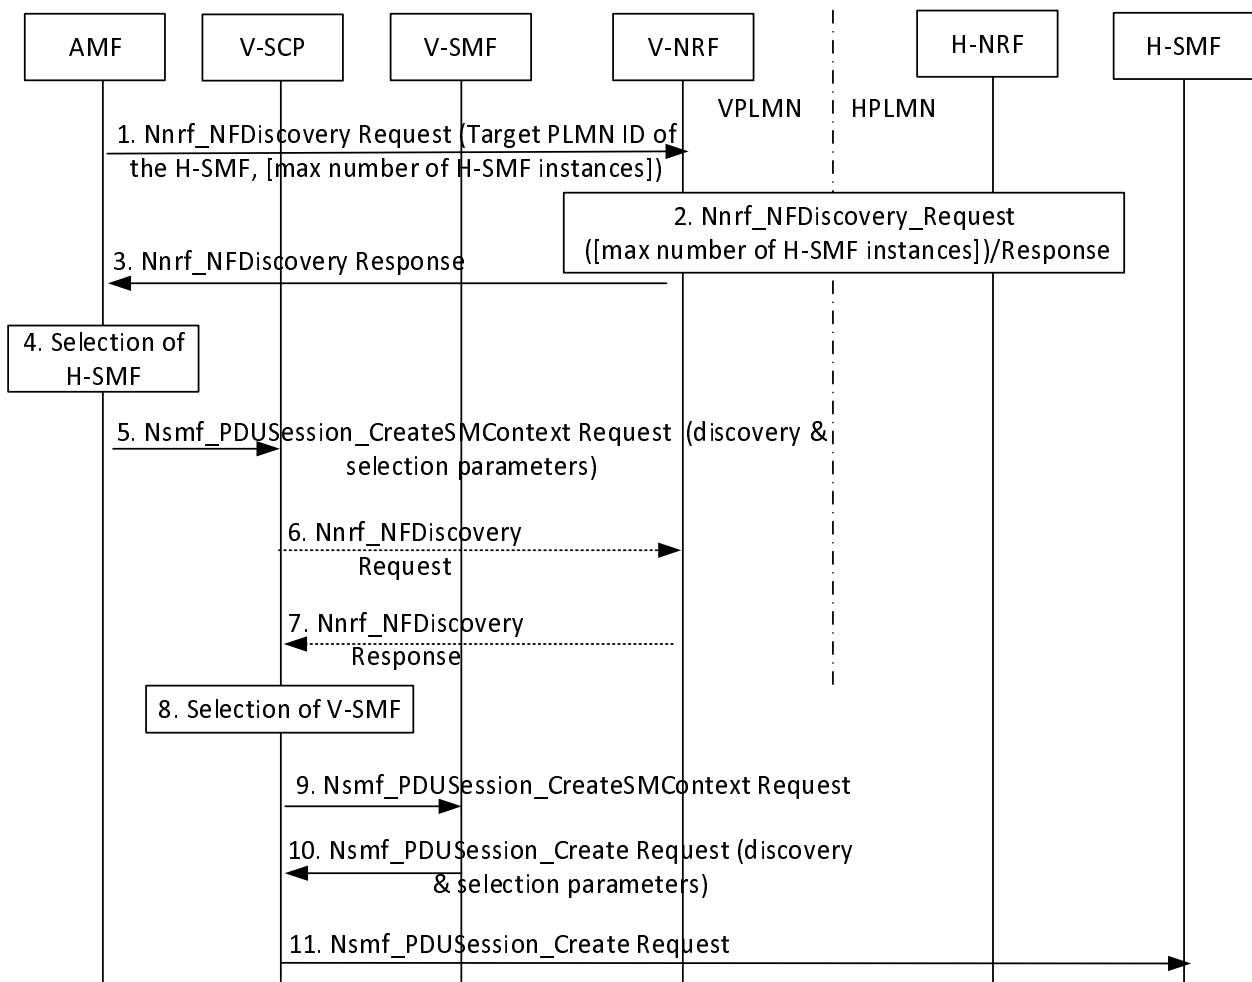 AMF
V-SCP
V-SMF
V-NRF
H-NRF
H-SMF
VPLMN
HPLMN
1. Nnrf_NFDiscovery Request (Target PLMN ID of
the H-SMF, [max number of H-SMF instances])
2. Nnrf_NFDiscovery_Request
([max number of H-SMF instances])/Response
3. Nnrf_NFDiscovery Response
4. Selection of
H-SMF
5. Nsmf_PDUSession_CreateSMContext Request (discovery &
selection parameters)
6. Nnrf_NFDiscovery
Request
7. Nnrf_NFDiscovery
Response
8. Selection of V-SMF
9. Nsmf_PDUSession_CreateSMContext Request
10. Nsmf_PDUSession_Create Request (discovery
& selection parameters)
11. Nsmf_PDUSession_Create Request